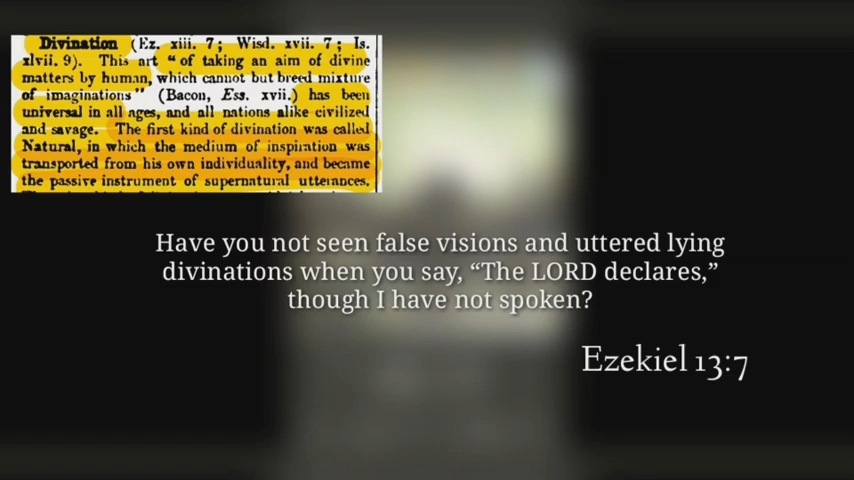 Divination (Ez. xiii. 7; Wisd. xvii. 7; Is.
xlvii. 9). This art “of taking an aim of divine
matters by human, which cannot but breed mixture
of imaginations” (Bacon, Ess. xvii.) has been
universal in all ages, and all nations alike civilized
and savage. The first kind of divination was called
Natural, in which the medium of inspiration was
transported from his own individuality, and became
the passive instrument of supernatural utterances.
Have you not seen false visions and uttered lying
divinations when you say, “The LORD declares,”
though I have not spoken?
Ezekiel 13:7